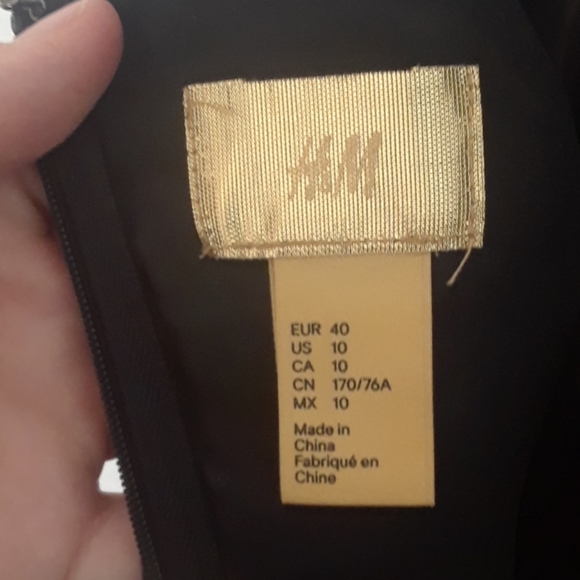 H&M
EUR 40
US 10
CA 10
CN 170/76A
MX 10
Made in
China
Fabriqué en
Chine